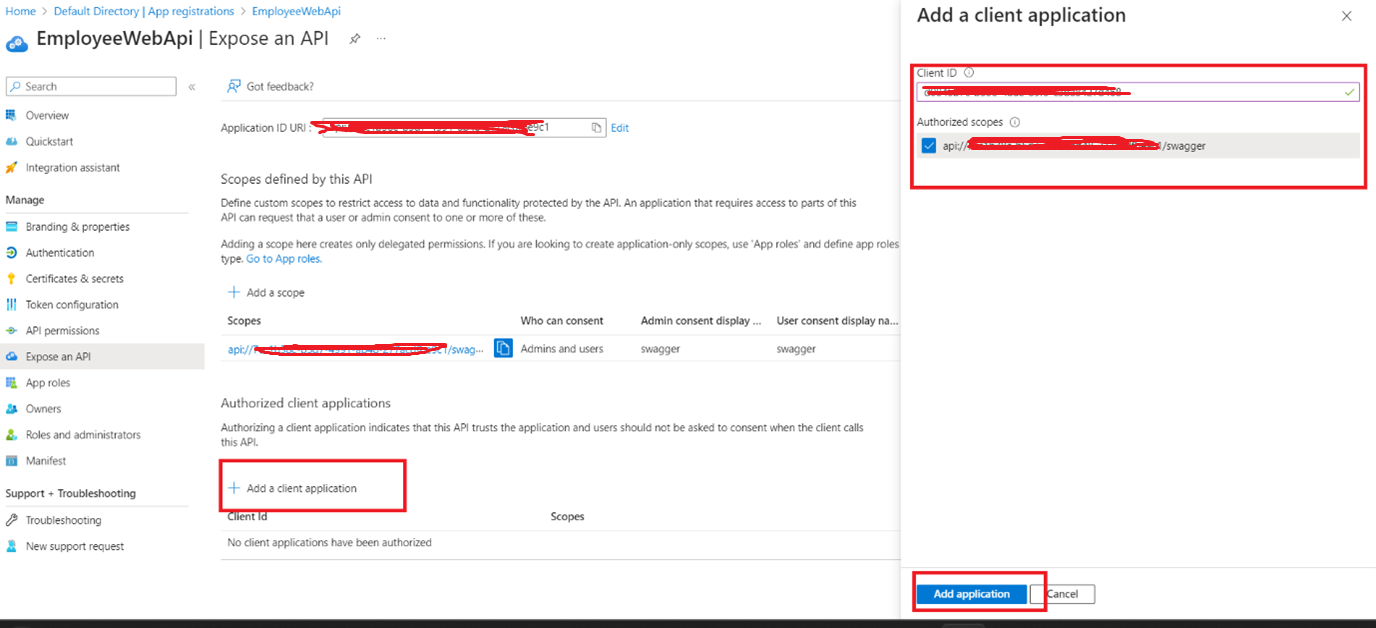 Home > Default Directory | App registrations > EmployeeWebApi
EmployeeWebApi | Expose an API
Search
Got feedback?
Overview
Quickstart
Integration assistant
Manage
Branding & properties
Authentication
Certificates & secrets
Token configuration
API permissions
Expose an API
App roles
Owners
Roles and administrators
Manifest
Support + Troubleshooting
Troubleshooting
New support request
Application ID URI : e9c1 Edit
Scopes defined by this API
Define custom scopes to restrict access to data and functionality protected by the API. An application that requires access to parts of this
API can request that a user or admin consent to one or more of these.
Adding a scope here creates only delegated permissions. If you are looking to create application-only scopes, use 'App roles' and define app roles
type. Go to App roles.
Add a scope
Scopes Who can consent Admin consent display ... User consent display na...
api:// /swag... Admins and users swagger swagger
Authorized client applications
Authorizing a client application indicates that this API trusts the application and users should not be asked to consent when the client calls
this API.
Add a client application
Client Id Scopes
No client applications have been authorized
Add a client application
Client ID
Authorized scopes
api:// 1/swagger
Add application Cancel